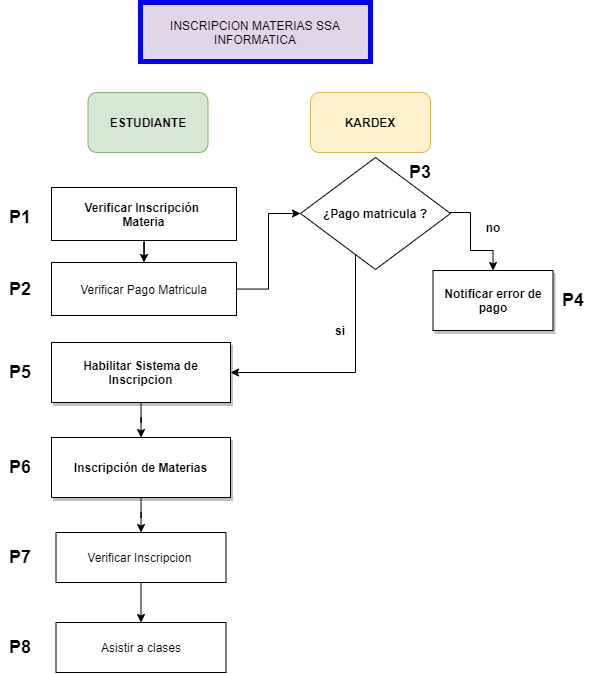 INSCRIPCION MATERIAS SSA
INFORMATICA
ESTUDIANTE
KARDEX
P3
P1
Verificar Inscripción
Materia
¿Pago matricula ?
no
P2
Verificar Pago Matricula
Notificar error de
pago
P4
si
P5
Habilitar Sistema de
Inscripcion
P6
Inscripción de Materias
P7
Verificar Inscripcion
P8
Asistir a clases